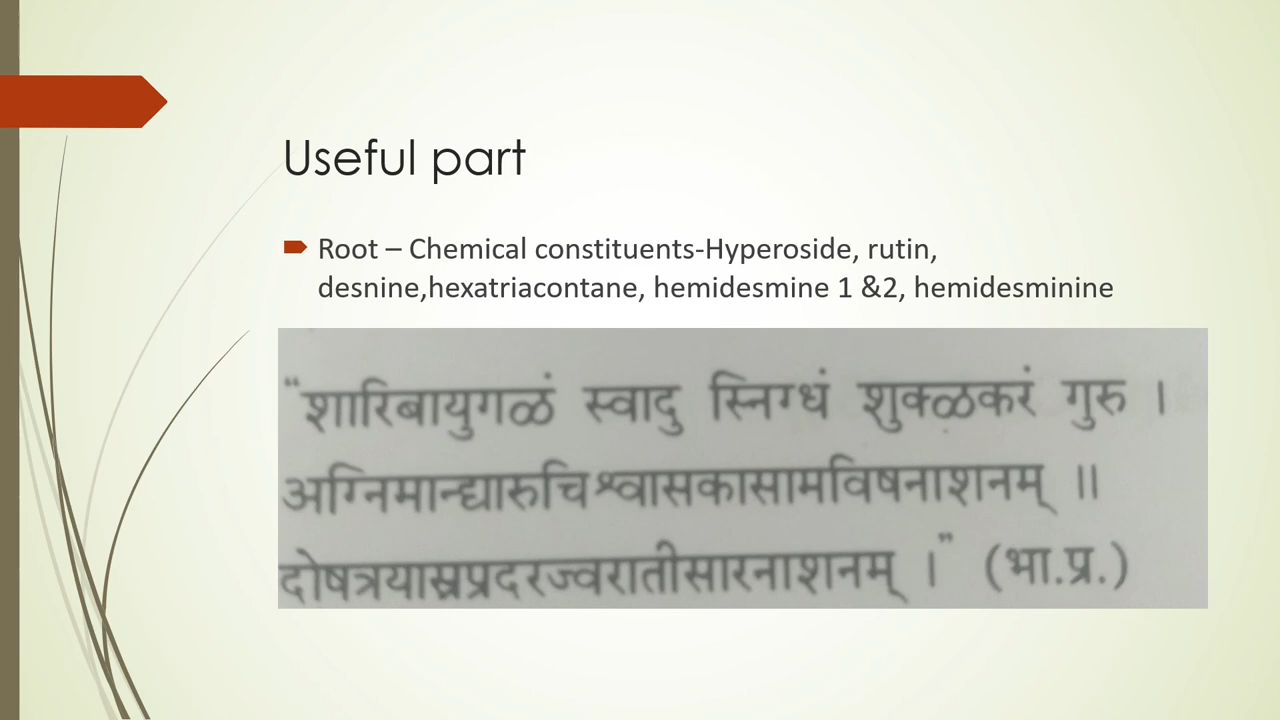 Useful part
Root – Chemical constituents-Hyperoside, rutin,
desnine,hexatriacontane, hemidesmine 1 &2, hemidesminine
“शारिबायुगळं स्वादु स्निग्धं शुक्ळकरं गुरु ।
अग्निमान्द्यारुचिश्वासकासामविषनाशनम् ॥
दोषत्रयास्रप्रदरज्वरातीसारनाशनम् ।” (भा.प्र.)